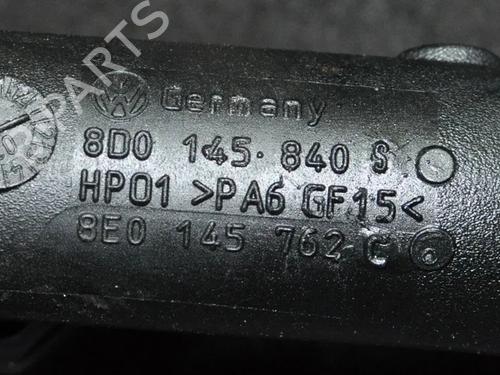 Germany
8D0 145 840 S
HP01 >PA6 GF15<
8E0 145 762 C
PARTS